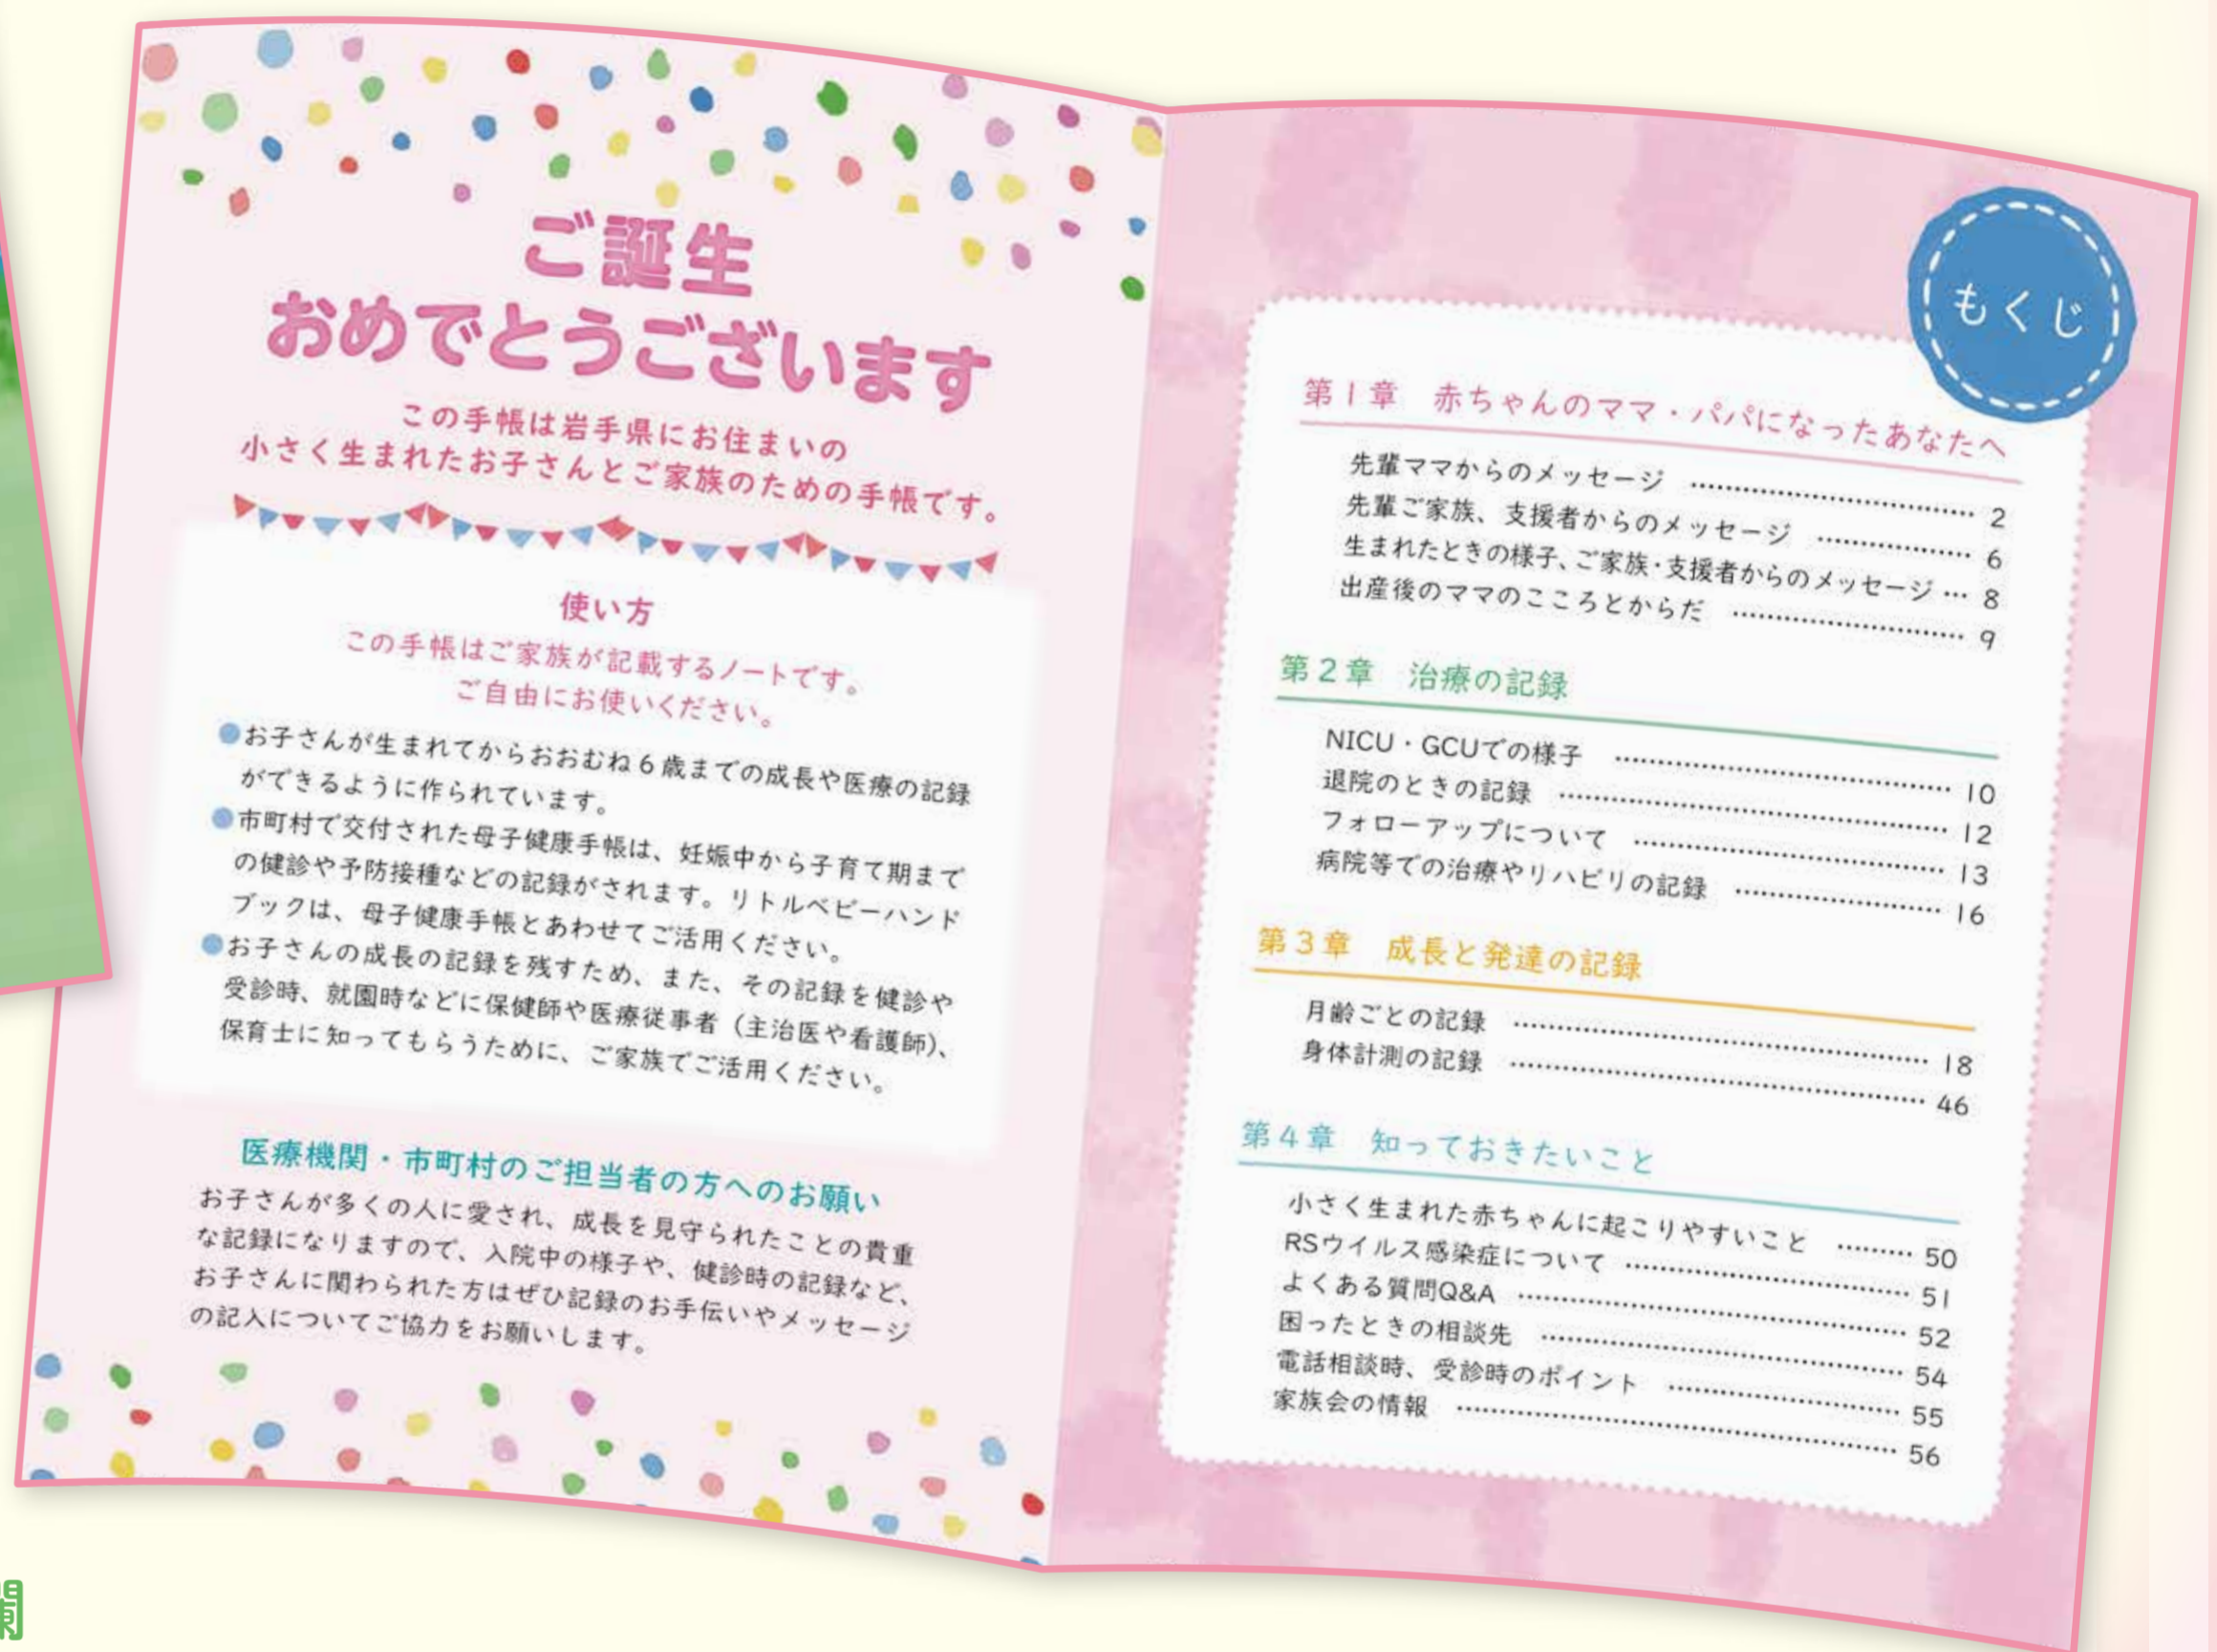 ご誕生
おめでとうございます
この手帳は岩手県にお住まいの
小さく生まれたお子さんとご家族のための手帳です。
使い方
この手帳はご家族が記載するノートです。
ご自由にお使いください。
●お子さんが生まれてからおおむね6歳までの成長や医療の記録
ができるように作られています。
●市町村で交付された母子健康手帳は、妊娠中から子育て期まで
の健診や予防接種などの記録がされます。リトルベビーハンド
ブックは、母子健康手帳とあわせてご活用ください。
●お子さんの成長の記録を残すため、また、その記録を健診や
受診時、就園時などに保健師や医療従事者（主治医や看護師）、
保育士に知ってもらうために、ご家族でご活用ください。
医療機関・市町村のご担当者の方へのお願い
お子さんが多くの人に愛され、成長を見守られたことの貴重
な記録になりますので、入院中の様子や、健診時の記録など、
お子さんに関わられた方はぜひ記録のお手伝いやメッセージ
の記入についてご協力をお願いします。
もくじ
第1章 赤ちゃんのママ・パパになったあなたへ
先輩ママからのメッセージ ………………………… 2
先輩ご家族、支援者からのメッセージ ……………… 6
生まれたときの様子、ご家族・支援者からのメッセージ … 8
出産後のママのこころとからだ …………………… 9
第2章 治療の記録
NICU・GCUでの様子 ………………………… 10
退院のときの記録 ………………………… 12
フォローアップについて ………………………… 13
病院等での治療やリハビリの記録 ………………… 16
第3章 成長と発達の記録
月齢ごとの記録 ………………………… 18
身体計測の記録 ………………………… 46
第4章 知っておきたいこと
小さく生まれた赤ちゃんに起こりやすいこと ……… 50
RSウイルス感染症について ………………………… 51
よくある質問Q&A ………………………… 52
困ったときの相談先 ………………………… 54
電話相談時、受診時のポイント …………………… 55
家族会の情報 ………………………… 56